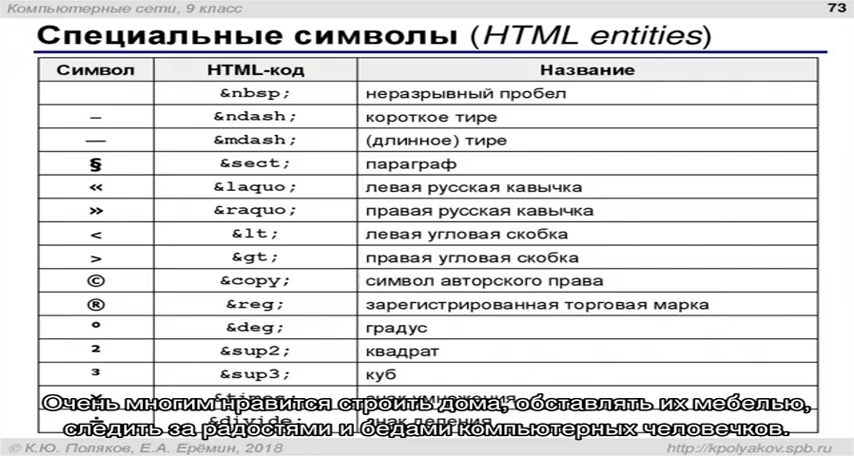 Компьютерные сети, 9 класс 73
Специальные символы (HTML entities)
Символ HTML-код Название
&nbsp; неразрывный пробел
– &ndash; короткое тире
— &mdash; (длинное) тире
§ &sect; параграф
« &laquo; левая русская кавычка
» &raquo; правая русская кавычка
< &lt; левая угловая скобка
> &gt; правая угловая скобка
© &copy; символ авторского права
® &reg; зарегистрированная торговая марка
° &deg; градус
² &sup2; квадрат
³ &sup3; куб
Очень многим нравится строить дома, обставлять их мебелью,
следить за радостями и бедами компьютерных человечков.
© К.Ю. Поляков, Е.А. Ерёмин, 2018 http://kpolyakov.spb.ru